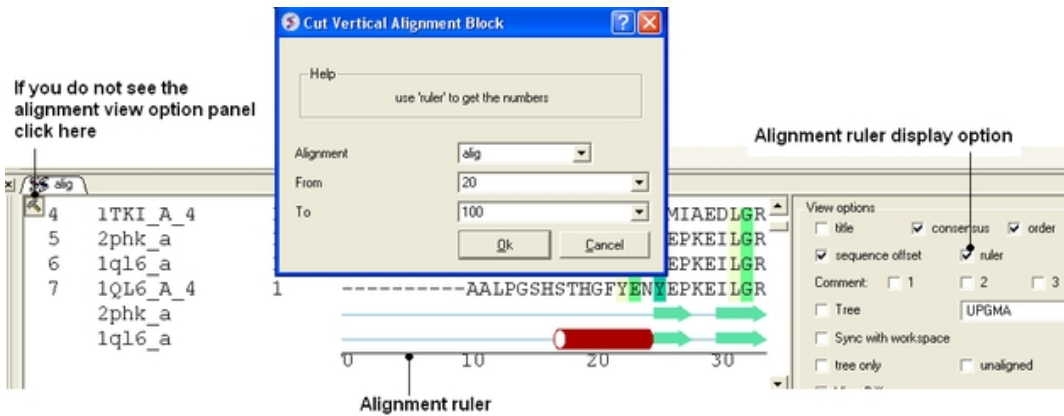 Cut Vertical Alignment Block
Help
use 'ruler' to get the numbers
If you do not see the
alignment view option panel
click here
Alignment ruler display option
Alignment alig
From 20
To 100
Ok Cancel
alig
4 1TKI_A_4 MIAEDLGR
5 2phk_a EPKEILGR
6 1ql6_a EPKEILGR
7 1QL6_A_4 1 ----------AALPGSHSTHGFYENYEPKEILGR
2phk_a
1ql6_a
0 10 20 30
Alignment ruler
View options
title consensus order
sequence offset ruler
Comment: 1 2 3
Tree UPGMA
Sync with workspace
tree only unaligned